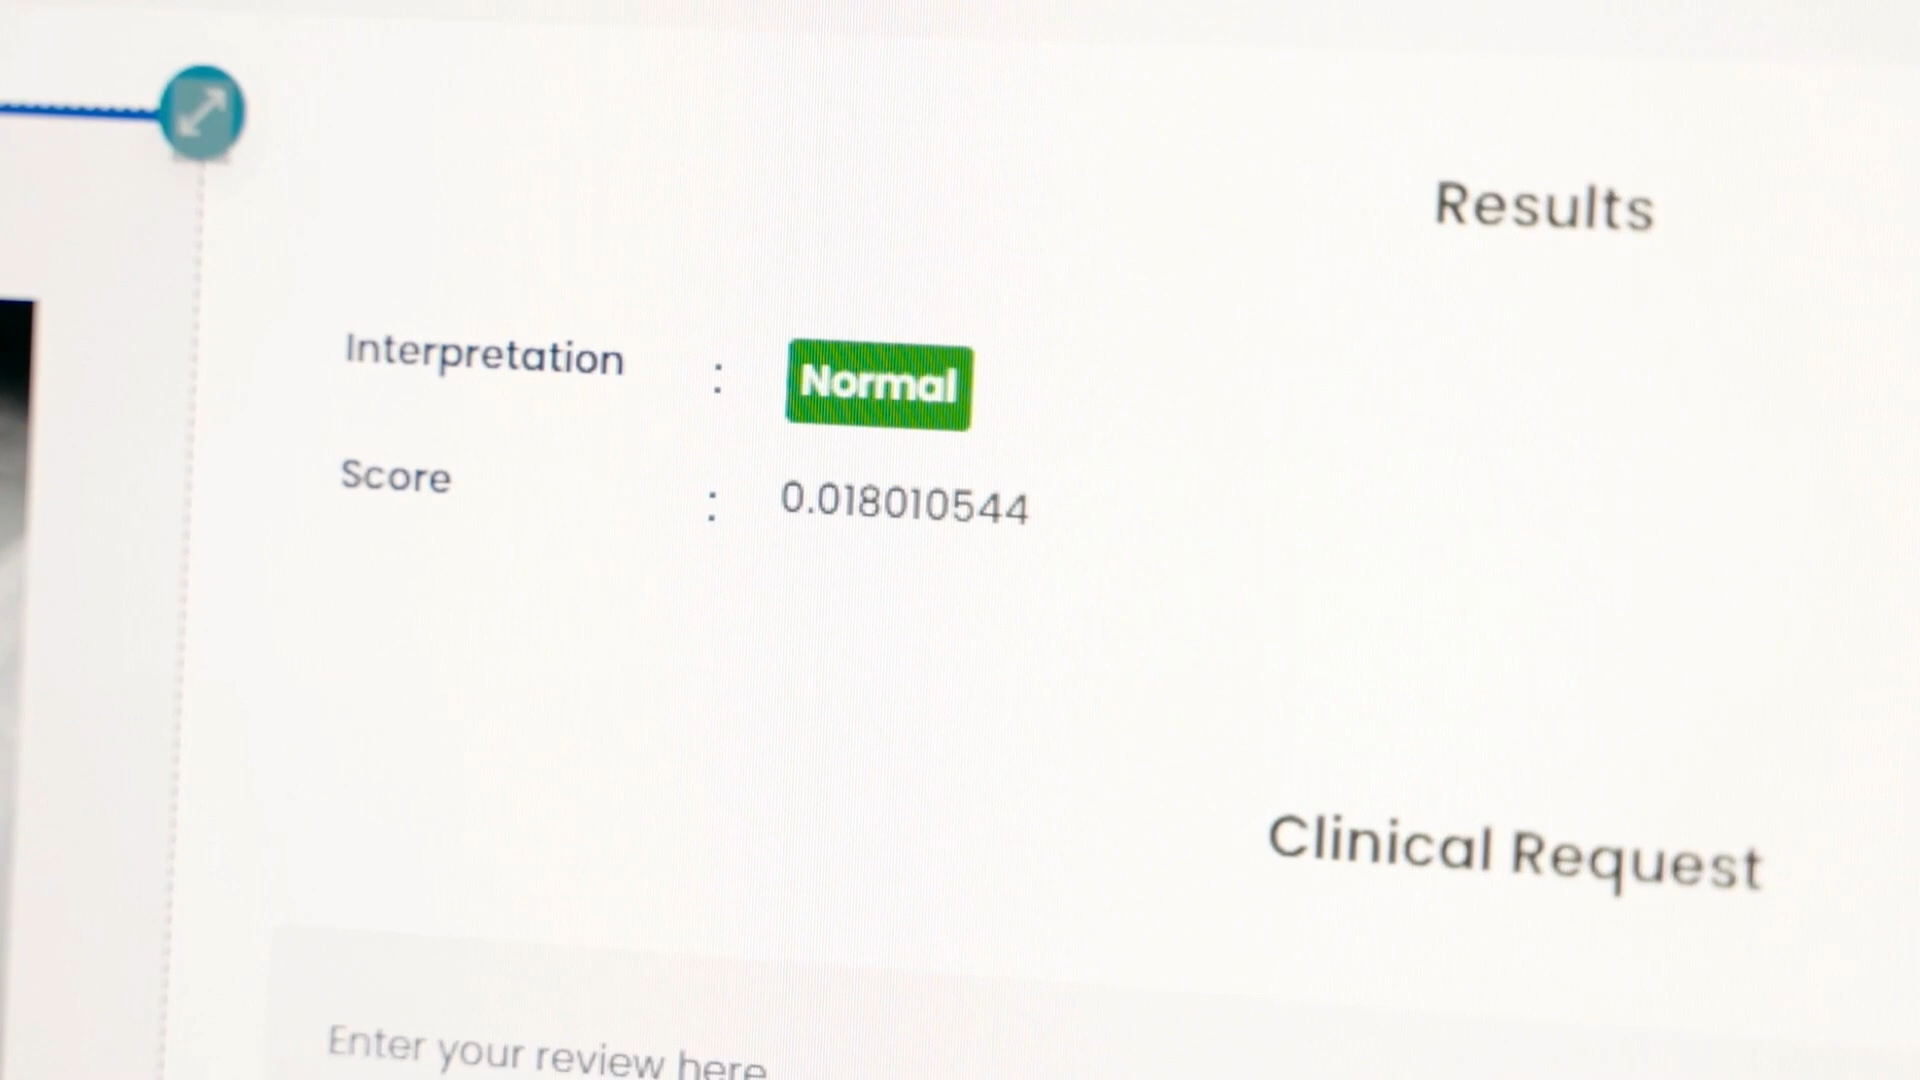 Results
Interpretation : Normal
Score : 0.018010544
Clinical Request
Enter your review here